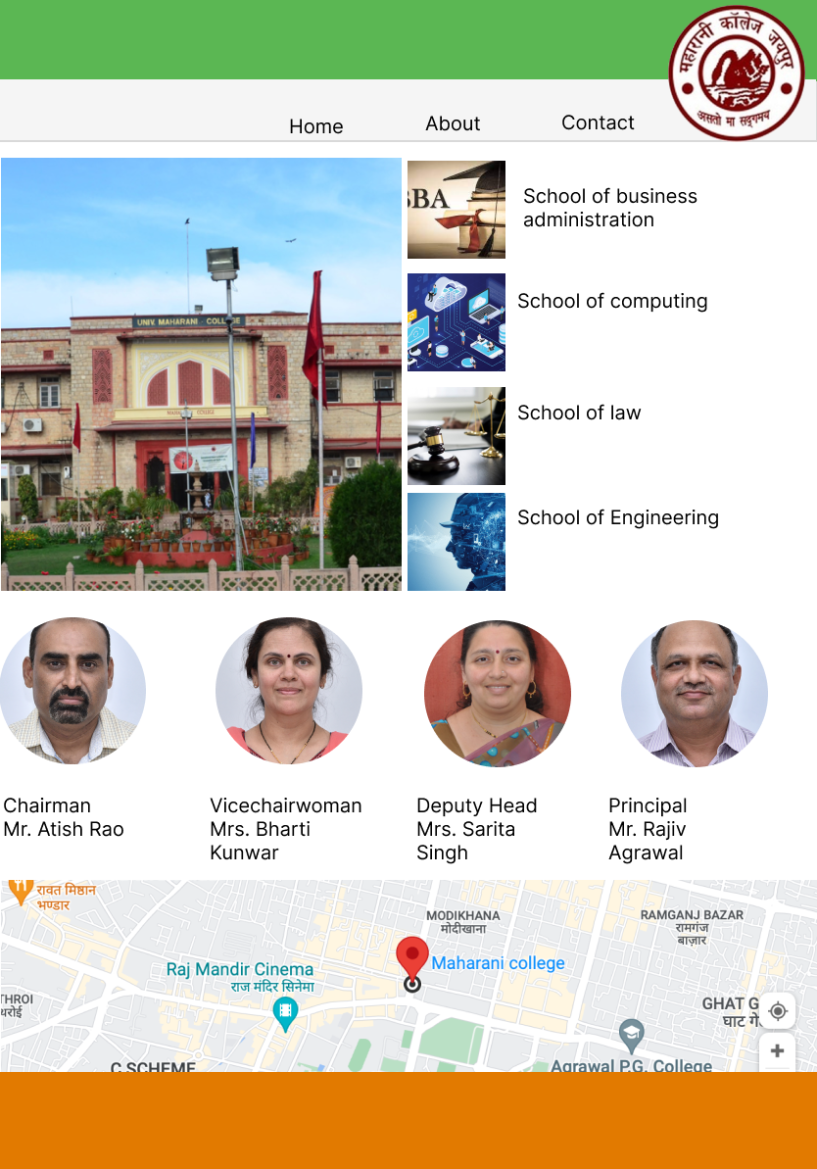 महारानी कॉलेज जयपुर
असतो मा सद्गमय
Home
About
Contact
UNIV. MAHARANI COLLEGE
BBA
School of business
administration
School of computing
School of law
School of Engineering
Chairman
Mr. Atish Rao
Vicechairwoman
Mrs. Bharti
Kunwar
Deputy Head
Mrs. Sarita
Singh
Principal
Mr. Rajiv
Agrawal
रावत मिष्ठान
भण्डार
MODIKHANA
मोदीखाना
RAMGANJ BAZAR
रामगंज
बाज़ार
Raj Mandir Cinema
राज मंदिर सिनेमा
Maharani college
THROI
थरोई
GHAT G
घाट गे
C SCHEME
Agrawal P.G. College